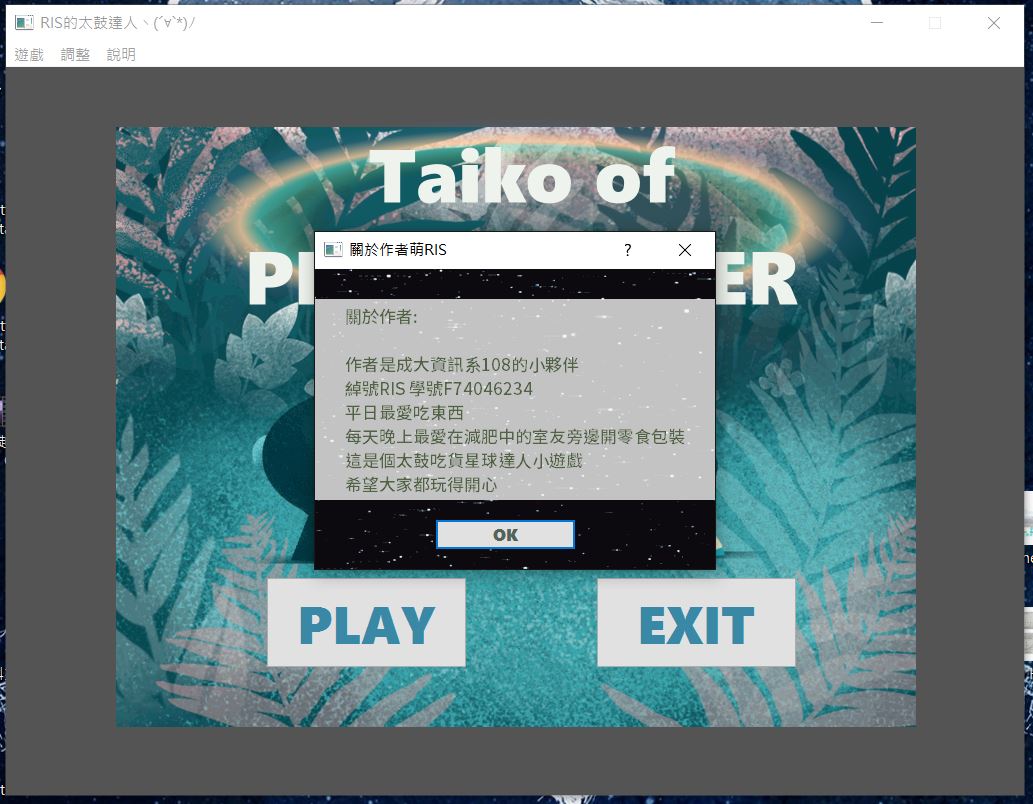 RIS的太鼓達人ヽ(´∀`*)ﾉ
遊戲 調整 說明
Taiko of
ER
關於作者萌RIS
?
關於作者:
作者是成大資訊系108的小夥伴
綽號RIS 學號F74046234
平日最愛吃東西
每天晚上最愛在減肥中的室友旁邊開零食包裝
這是個太鼓吃貨星球達人小遊戲
希望大家都玩得開心
OK
PLAY EXIT